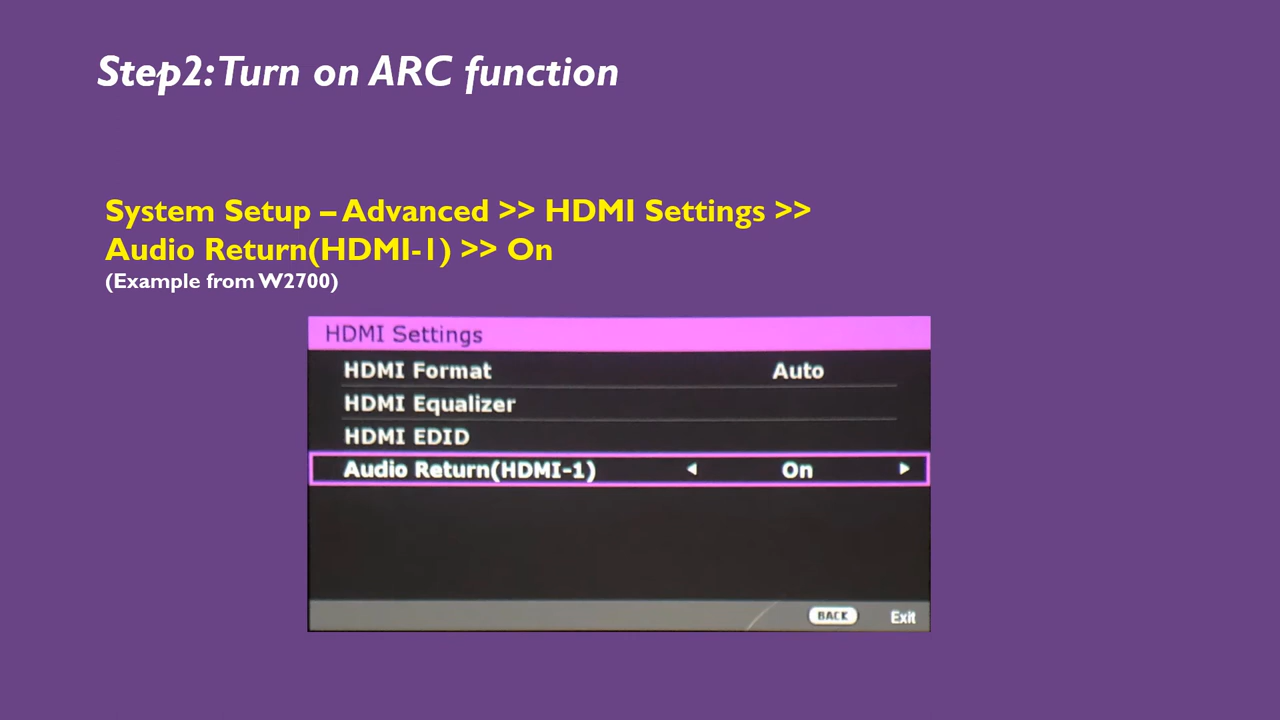 Step2: Turn on ARC function
System Setup – Advanced >> HDMI Settings >>
Audio Return(HDMI-1) >> On
(Example from W2700)
HDMI Settings
HDMI Format Auto
HDMI Equalizer
HDMI EDID
Audio Return(HDMI-1) On
BACK Exit